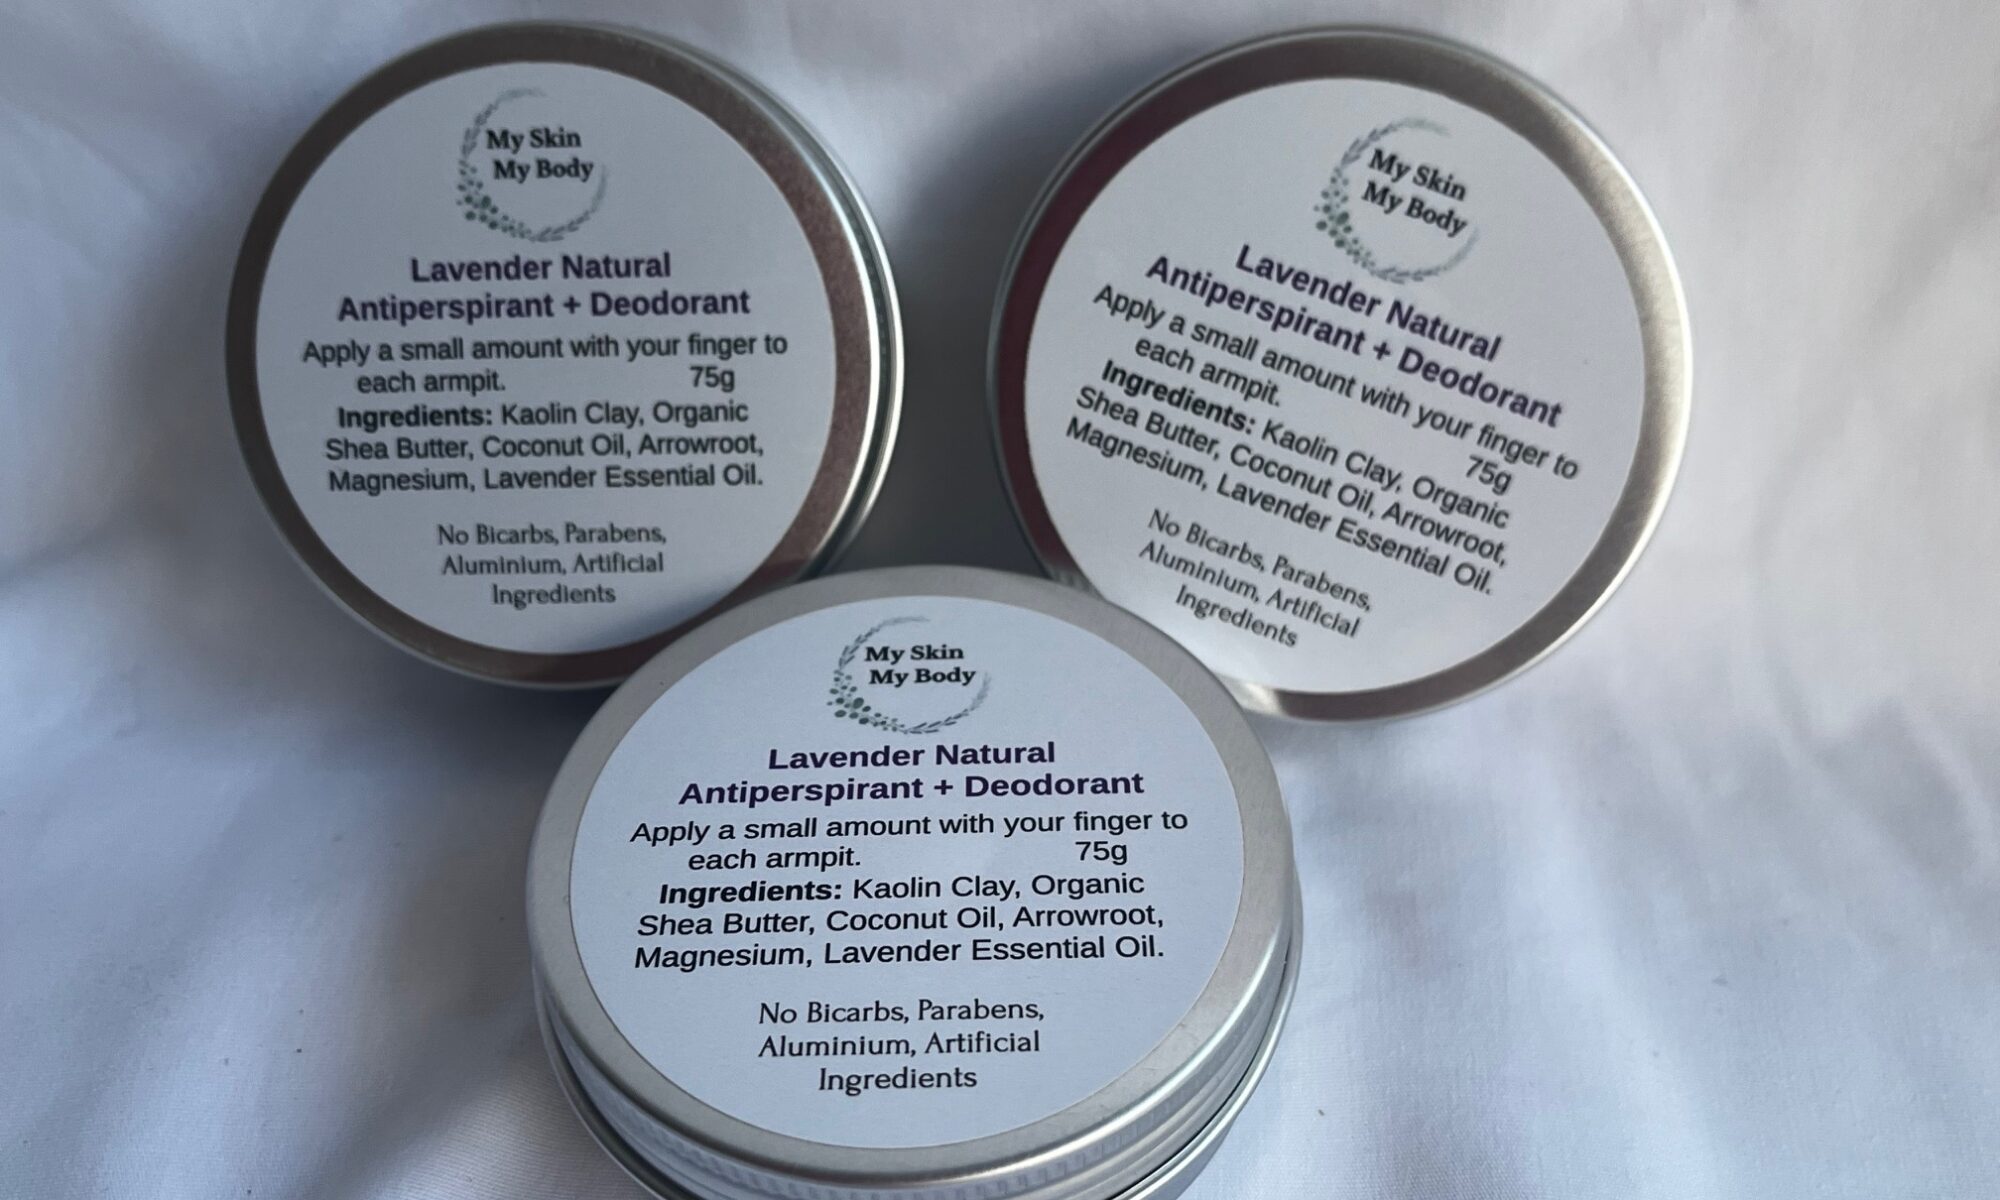 My Skin
My Body
Lavender Natural
Antiperspirant + Deodorant
Apply a small amount with your finger to
each armpit. 75g
Ingredients: Kaolin Clay, Organic
Shea Butter, Coconut Oil, Arrowroot,
Magnesium, Lavender Essential Oil.
No Bicarbs, Parabens,
Aluminium, Artificial
Ingredients
My Skin
My Body
Lavender Natural
Antiperspirant + Deodorant
Apply a small amount with your finger to
each armpit. 75g
Ingredients: Kaolin Clay, Organic
Shea Butter, Coconut Oil, Arrowroot,
Magnesium, Lavender Essential Oil.
No Bicarbs, Parabens,
Aluminium, Artificial
Ingredients
My Skin
My Body
Lavender Natural
Antiperspirant + Deodorant
Apply a small amount with your finger to
each armpit. 75g
Ingredients: Kaolin Clay, Organic
Shea Butter, Coconut Oil, Arrowroot,
Magnesium, Lavender Essential Oil.
No Bicarbs, Parabens,
Aluminium, Artificial
Ingredients